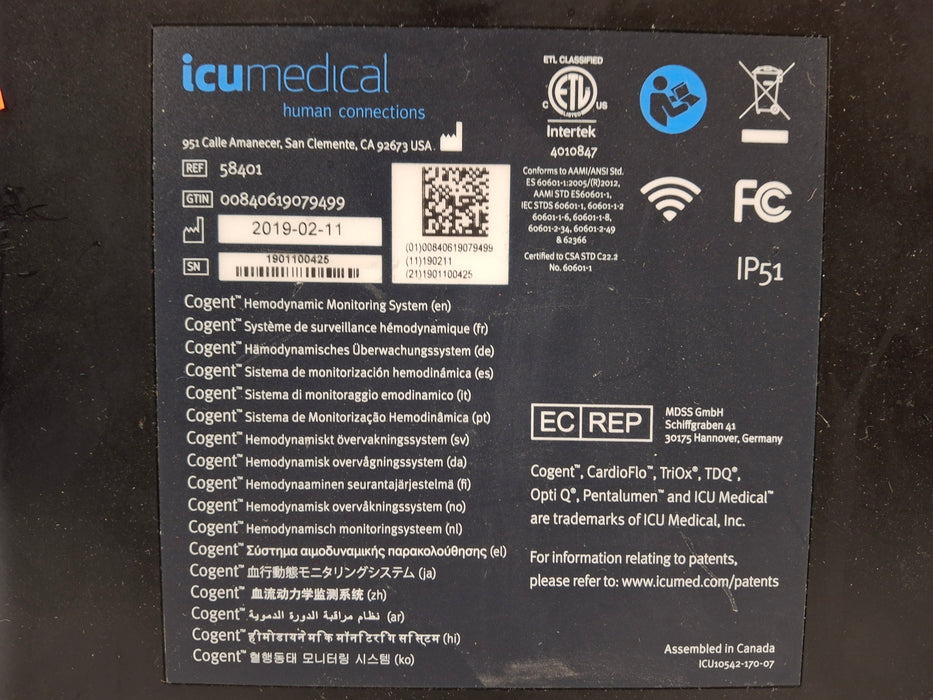 icumedical
human connections
951 Calle Amanecer, San Clemente, CA 92673 USA
REF 58401
GTIN 00840619079499
2019-02-11
SN 1901100425
(01)00840619079499
(11)190211
(21)1901100425
ETL CLASSIFIED
C ETL US
LISTED
Intertek
4010847
Conforms to AAMI/ANSI Std.
ES 60601-1:2005/(R)2012,
AAMI STD ES60601-1,
IEC STDS 60601-1, 60601-1-2
60601-1-6, 60601-1-8,
60601-2-34, 60601-2-49
& 62366
Certified to CSA STD C22.2
No. 60601-1
FC
IP51
Cogent™ Hemodynamic Monitoring System (en)
Cogent™ Système de surveillance hémodynamique (fr)
Cogent™ Hämodynamisches Überwachungssystem (de)
Cogent™ Sistema de monitorización hemodinámica (es)
Cogent™ Sistema di monitoraggio emodinamico (it)
Cogent™ Sistema de Monitorização Hemodinâmica (pt)
Cogent™ Hemodynamiskt övervakningssystem (sv)
Cogent™ Hemodynamisk overvågningssystem (da)
Cogent™ Hemodynaaminen seurantajärjestelmä (fi)
Cogent™ Hemodynamisk overvåkningssystem (no)
Cogent™ Hemodynamisch monitoringsysteem (nl)
Cogent™ Σύστημα αιμοδυναμικής παρακολούθησης (el)
Cogent™ 血行動態モニタリングシステム (ja)
Cogent™ 血流动力学监测系统 (zh)
Cogent™ نظام مراقبة الدورة الدموية (ar)
Cogent™ हीमोडायनेमकि मॉनटिरगि ससि्टम (hi)
Cogent™ 혈행동태 모니터링 시스템 (ko)
EC REP
MDSS GmbH
Schiffgraben 41
30175 Hannover, Germany
Cogent™, CardioFlo™, TriOx®, TDQ®,
Opti Q®, Pentalumen™ and ICU Medical™
are trademarks of ICU Medical, Inc.
For information relating to patents,
please refer to: www.icumed.com/patents
Assembled in Canada
ICU10542-170-07